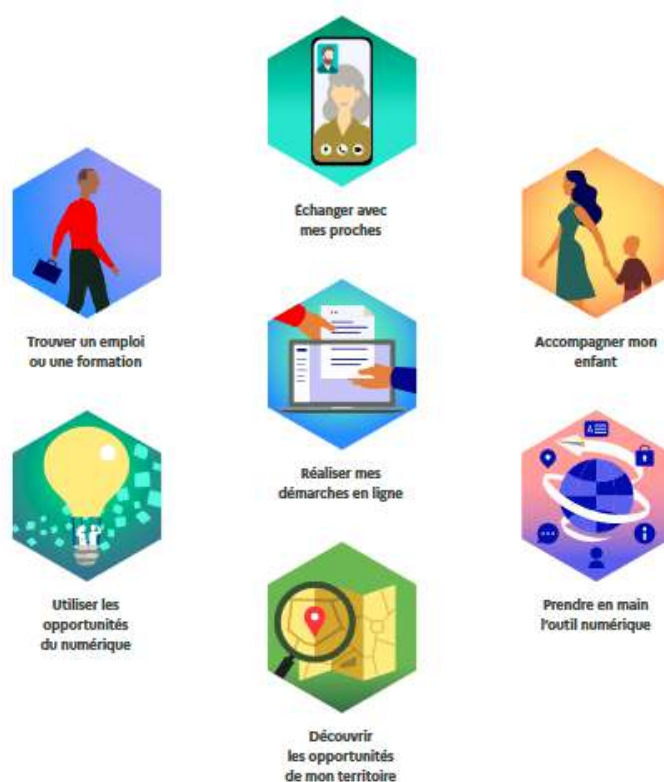 Échanger avec
mes proches
Trouver un emploi
ou une formation
Accompagner mon
enfant
Réaliser mes
démarches en ligne
Utiliser les
opportunités
du numérique
Prendre en main
l'outil numérique
Découvrir
les opportunités
de mon territoire